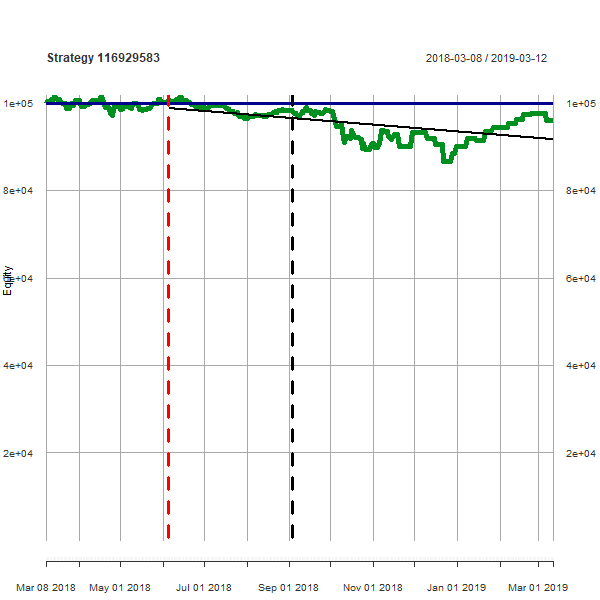 Strategy 116929583
2018-03-08 / 2019-03-12
1e+05
1e+05
8e+04
8e+04
Equity
6e+04
6e+04
4e+04
4e+04
2e+04
2e+04
Mar 08 2018
May 01 2018
Jul 01 2018
Sep 01 2018
Nov 01 2018
Jan 01 2019
Mar 01 2019